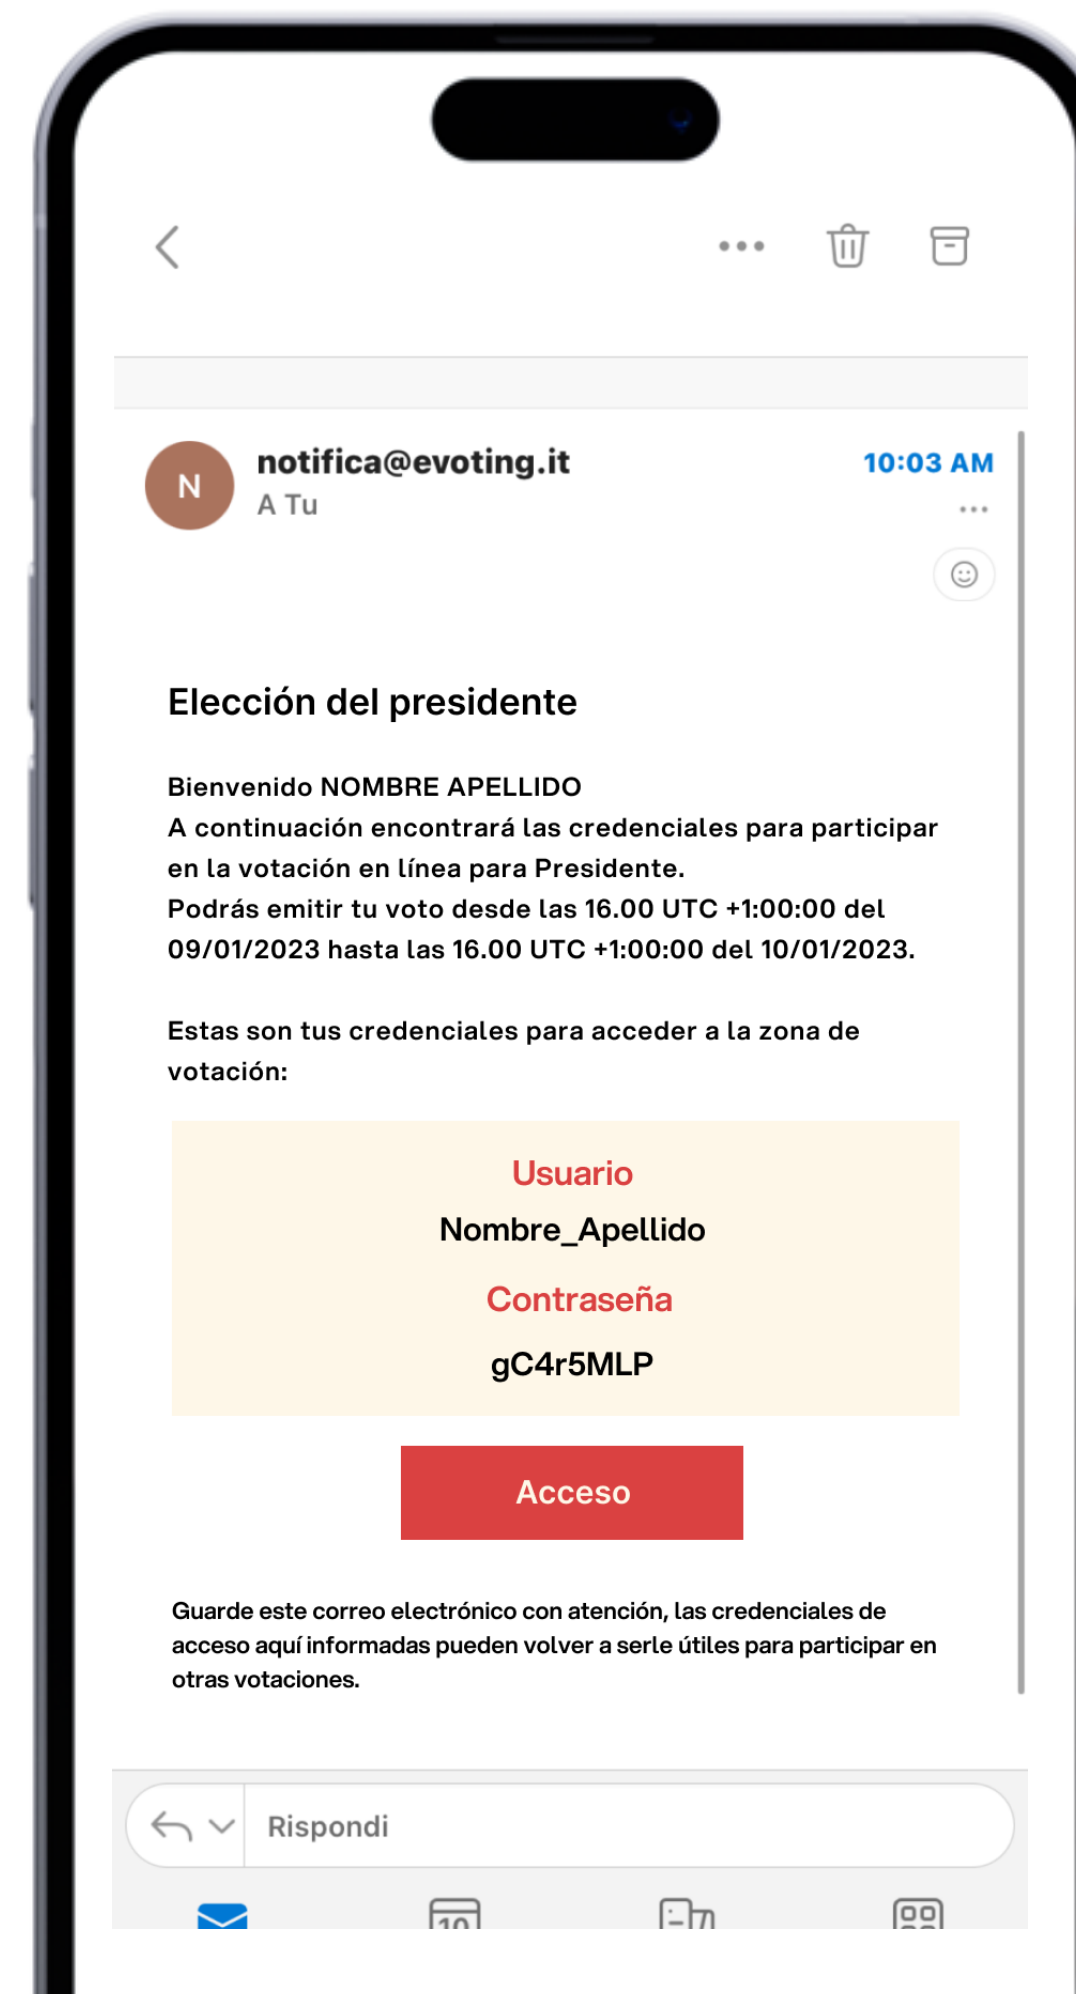 notifica@evoting.it
10:03 AM
N
A Tu
Elección del presidente
Bienvenido NOMBRE APELLIDO
A continuación encontrará las credenciales para participar
en la votación en línea para Presidente.
Podrás emitir tu voto desde las 16.00 UTC +1:00:00 del
09/01/2023 hasta las 16.00 UTC +1:00:00 del 10/01/2023.
Estas son tus credenciales para acceder a la zona de
votación:
Usuario
Nombre_Apellido
Contraseña
gC4r5MLP
Acceso
Guarde este correo electrónico con atención, las credenciales de
acceso aquí informadas pueden volver a serle útiles para participar en
otras votaciones.
Rispondi
10